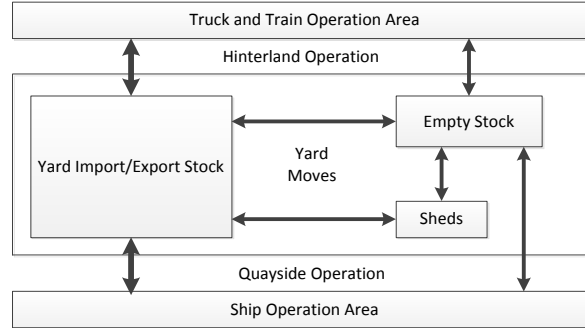 Truck and Train Operation Area
Hinterland Operation
Yard Import/Export Stock
Empty Stock
Yard
Moves
Sheds
Quayside Operation
Ship Operation Area